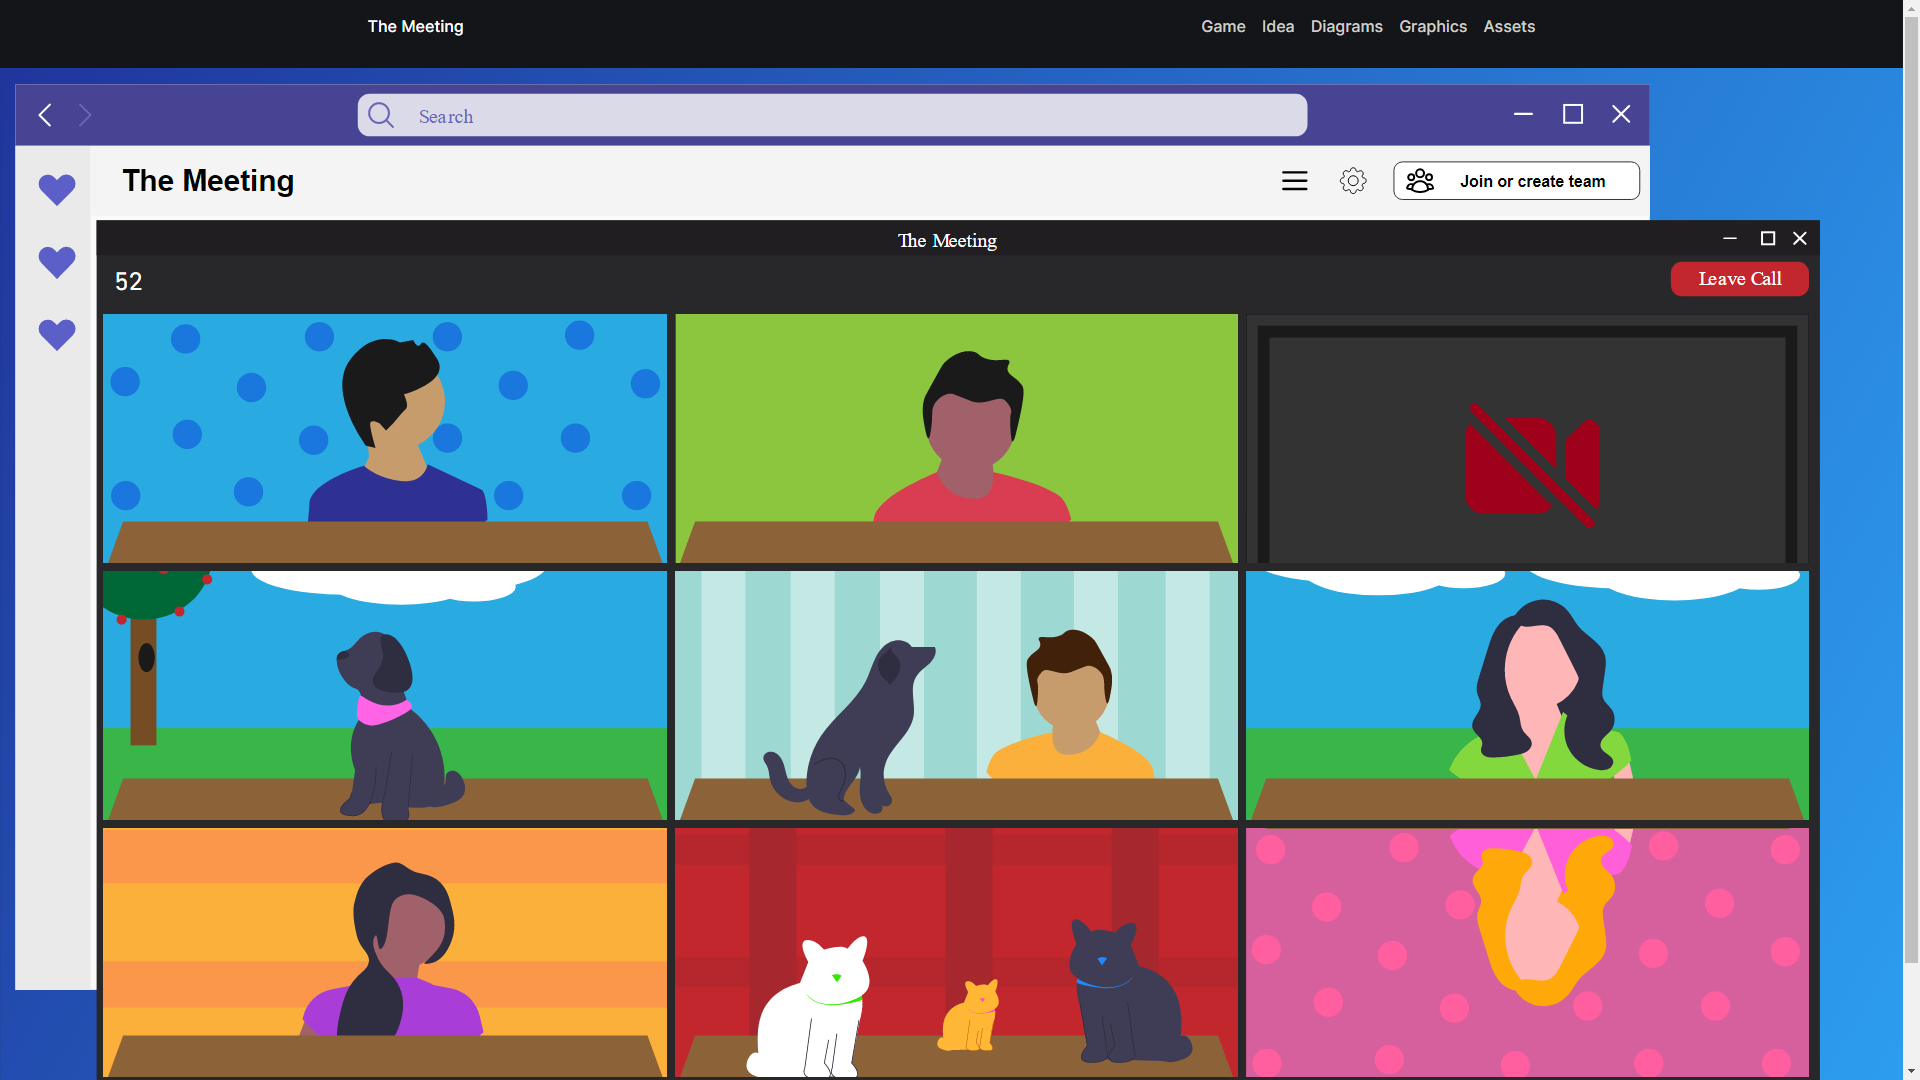 The Meeting
Game Idea Diagrams Graphics Assets
Search
The Meeting
Join or create team
The Meeting
52
Leave Call